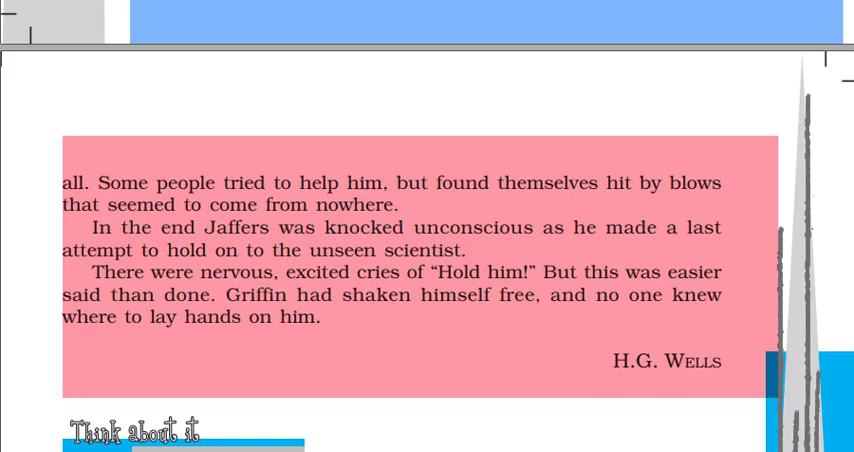 all. Some people tried to help him, but found themselves hit by blows
that seemed to come from nowhere.
In the end Jaffers was knocked unconscious as he made a last
attempt to hold on to the unseen scientist.
There were nervous, excited cries of “Hold him!” But this was easier
said than done. Griffin had shaken himself free, and no one knew
where to lay hands on him.
H.G. WELLS
Think about it